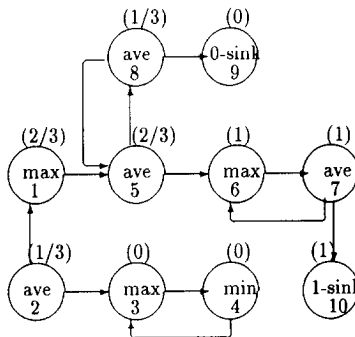 (1/3)
ave
8
(0)
0-sink
9
(2/3)
max
1
(2/3)
ave
5
(1)
max
6
(1)
ave
7
(1/3)
ave
2
(0)
max
3
(0)
min
4
(1)
1-sink
10